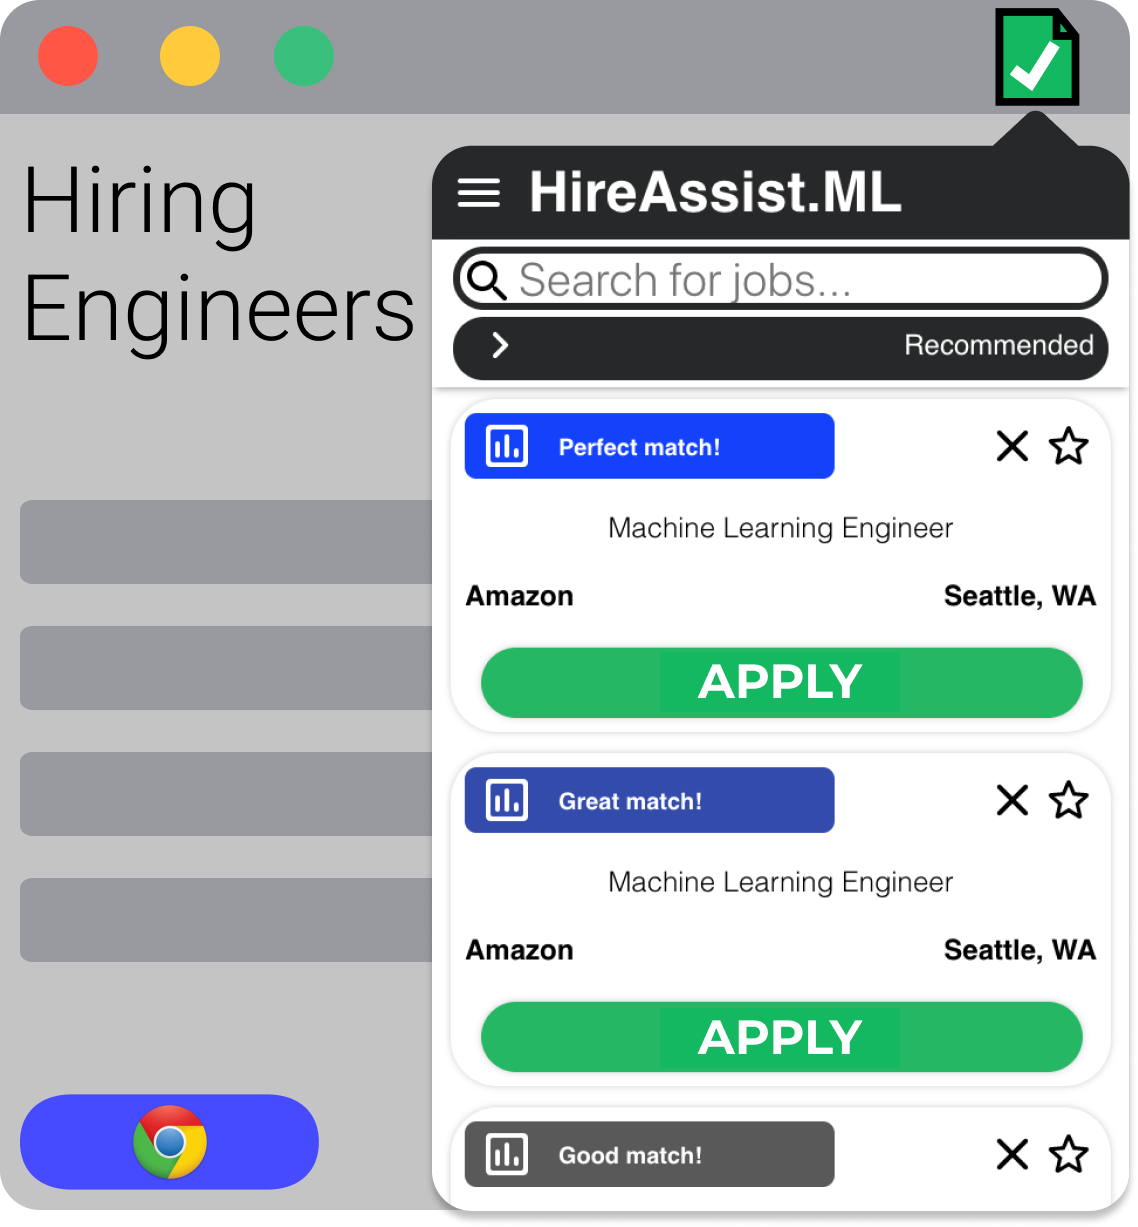 Hiring
Engineers
HireAssist.ML
Search for jobs...
Recommended
Perfect match!
Machine Learning Engineer
Amazon Seattle, WA
APPLY
Great match!
Machine Learning Engineer
Amazon Seattle, WA
APPLY
Good match!